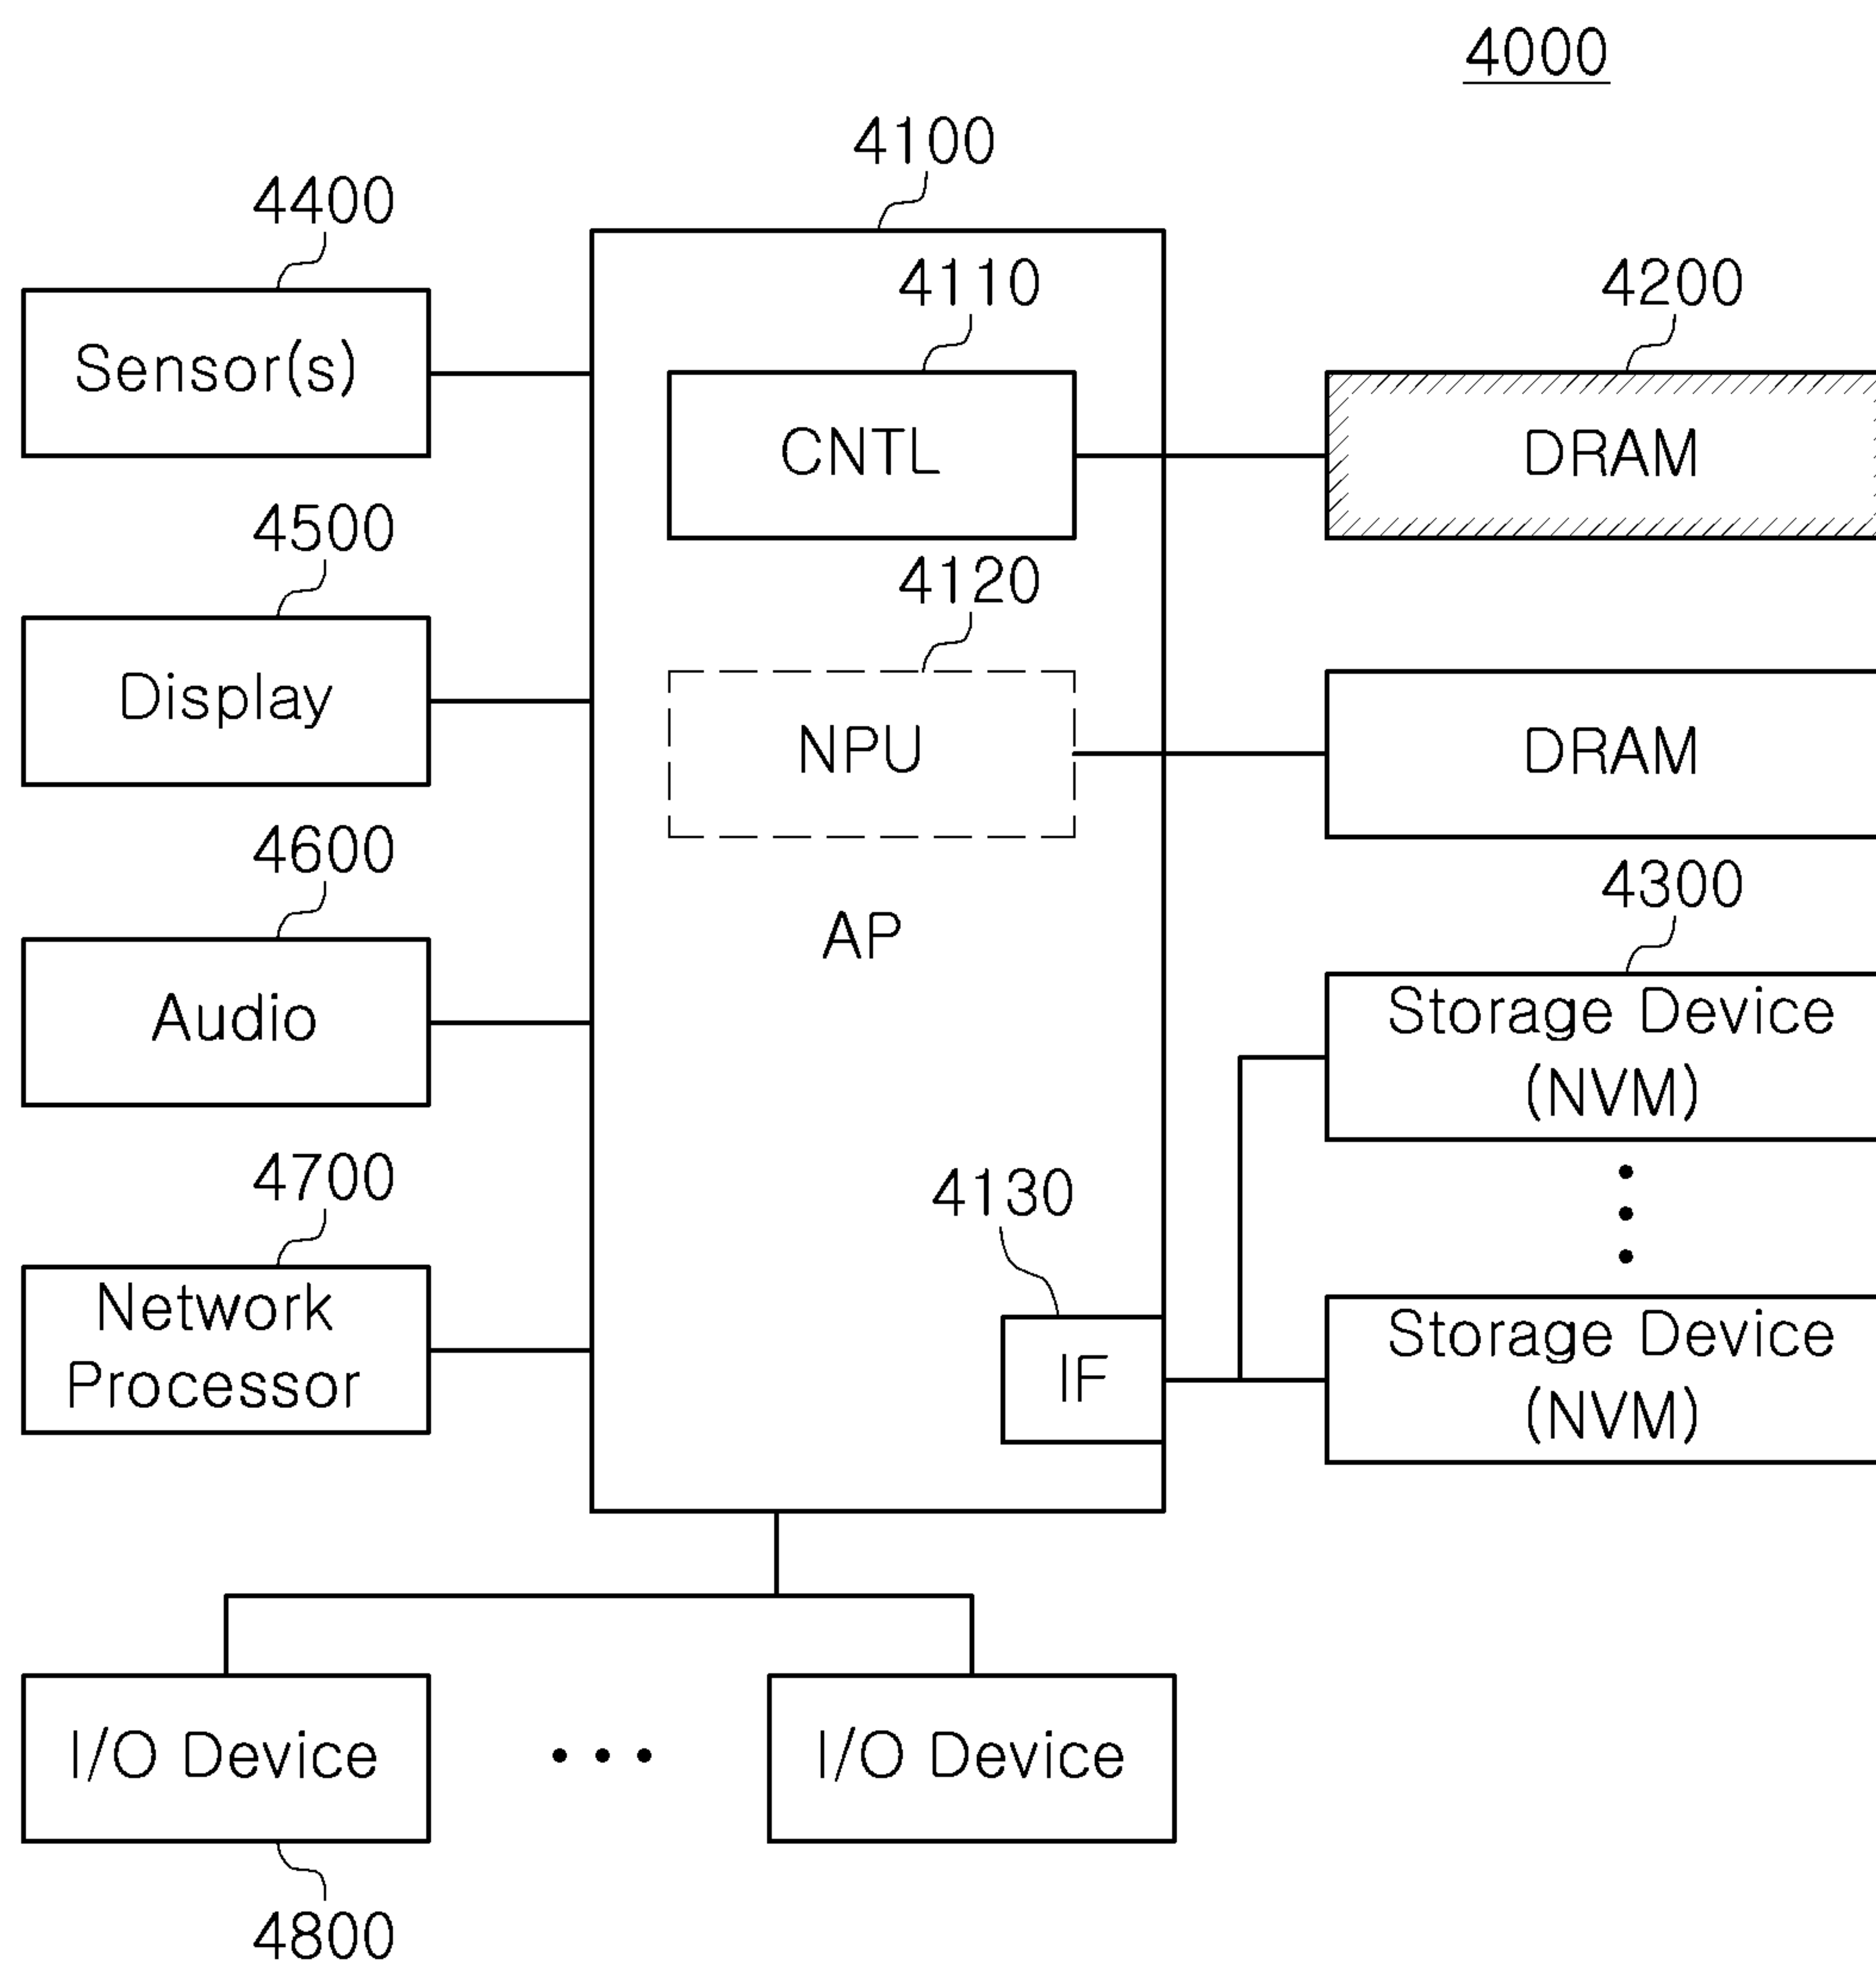 4000
4100
4400
4110
4200
Sensor(s)
CNTL
DRAM
4500
4120
Display
NPU
DRAM
4600
4300
AP
Audio
Storage Device
(NVM)
4700
4130
Network
Processor
IF
Storage Device
(NVM)
I/O Device
I/O Device
4800